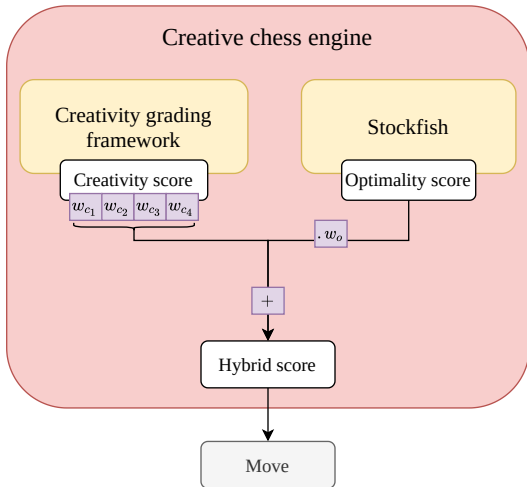 Creative chess engine
Creativity grading
framework
Stockfish
Creativity score
Optimality score
w_{c_1} w_{c_2} w_{c_3} w_{c_4}
. w_o
+
Hybrid score
Move